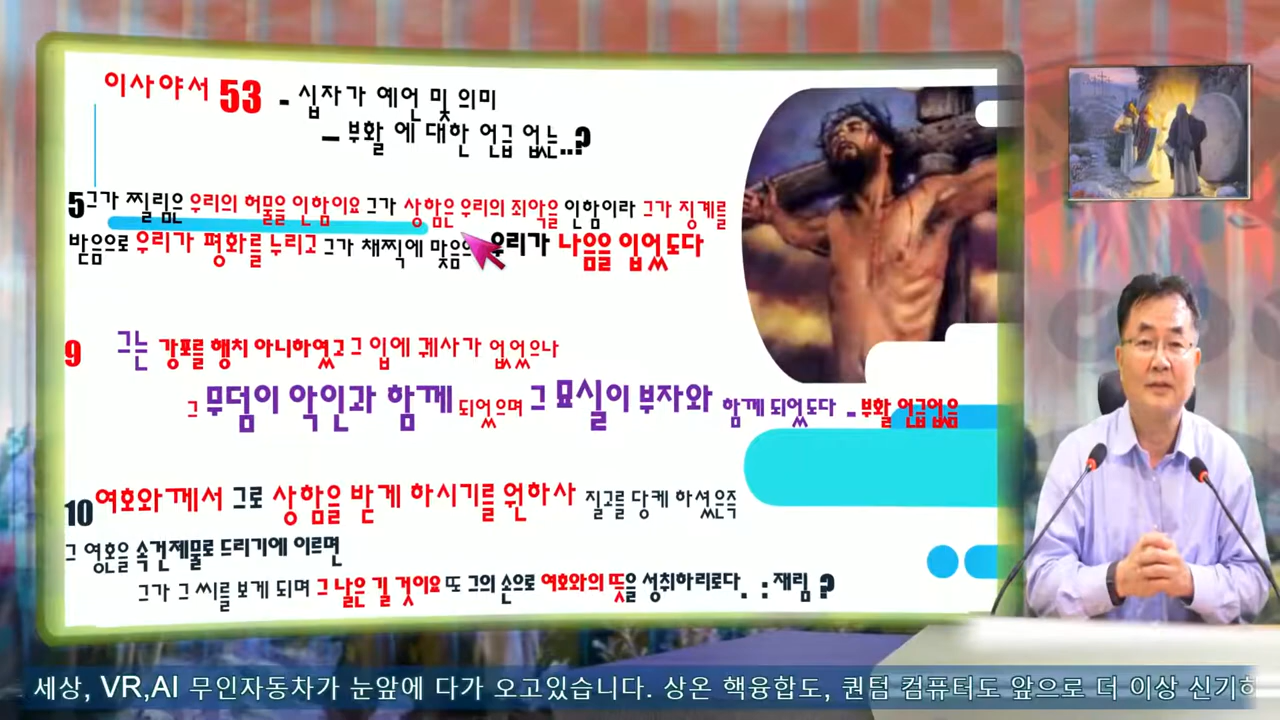 이사야서 53 - 십자가 예언 및 의미
– 부활 에 대한 언급 없는..?
5그가 찔림은 우리의 허물을 인함이요 그가 상함은 우리의 죄악을 인함이라 그가 징계를
받음으로 우리가 평화를 누리고 그가 채찍에 맞음으 우리가 나음을 입었도다
9 그는 강포를 행치 아니하였고 그 입에 궤사가 없었으나
그 무덤이 악인과 함께 되었으며 그 묘실이 부자와 함께 되었도다 - 부활 언급없음
10 여호와께서 그로 상함을 받게 하시기를 원하사 질고를 당케 하셨은즉
그 영혼을 속건제물로 드리기에 이르면
그가 그 씨를 보게 되며 그 날은 길 것이요 또 그의 손으로 여호와의 뜻을 성취하리로다. : 재림 ?
세상, VR,AI 무인자동차가 눈앞에 다가 오고있습니다. 상온 핵융합도, 퀀텀 컴퓨터도 앞으로 더 이상 신기하